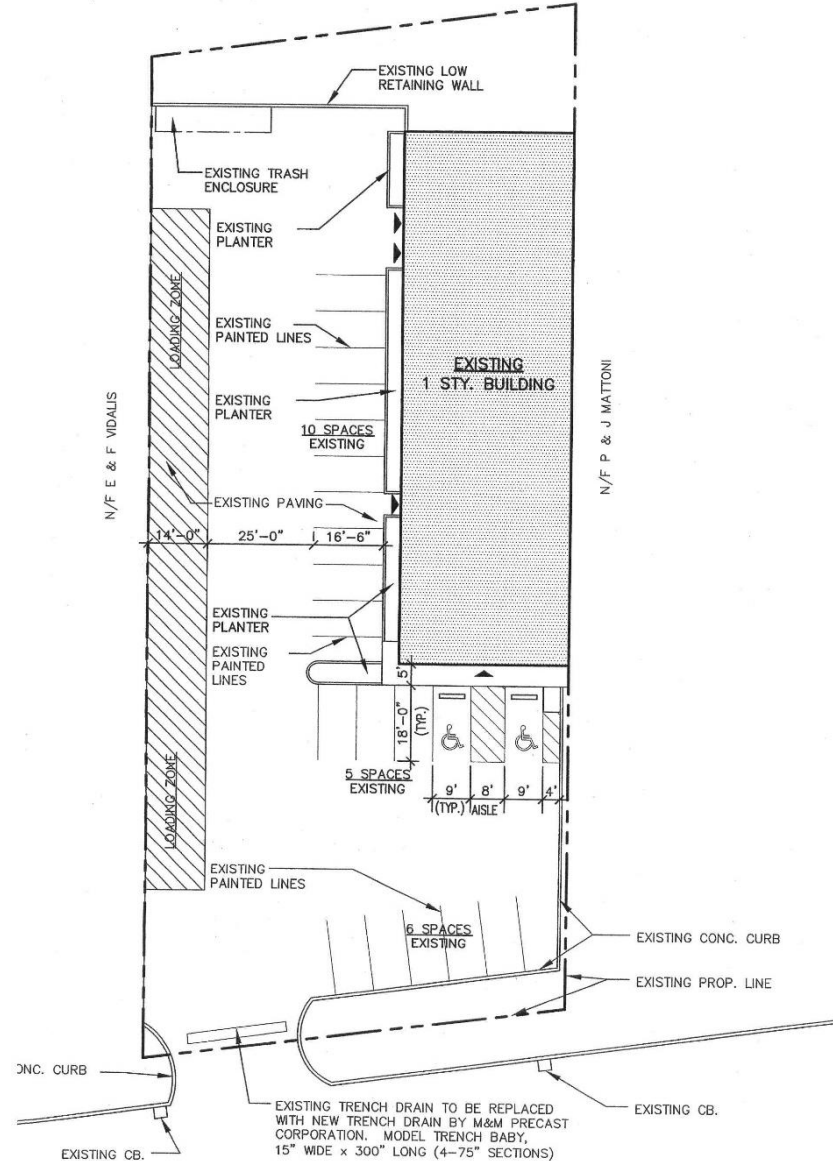 EXISTING LOW
RETAINING WALL
EXISTING TRASH
ENCLOSURE
EXISTING
PLANTER
LOADING ZONE
EXISTING
PAINTED LINES
EXISTING
1 STY. BUILDING
EXISTING
PLANTER
10 SPACES
EXISTING
N/F E & F VIDALIS
N/F P & J MATTONI
EXISTING PAVING
14'-0"
25'-0"
16'-6"
EXISTING
PLANTER
EXISTING
PAINTED
LINES
5'
18'-0"
(TYP.)
5 SPACES
EXISTING
9'
8'
9'
4'
(TYP.)
AISLE
LOADING ZONE
EXISTING
PAINTED LINES
6 SPACES
EXISTING
EXISTING CONC. CURB
EXISTING PROP. LINE
ONC. CURB
EXISTING TRENCH DRAIN TO BE REPLACED
WITH NEW TRENCH DRAIN BY M&M PRECAST
CORPORATION. MODEL TRENCH BABY,
15" WIDE x 300" LONG (4-75" SECTIONS)
EXISTING CB.
EXISTING CB.